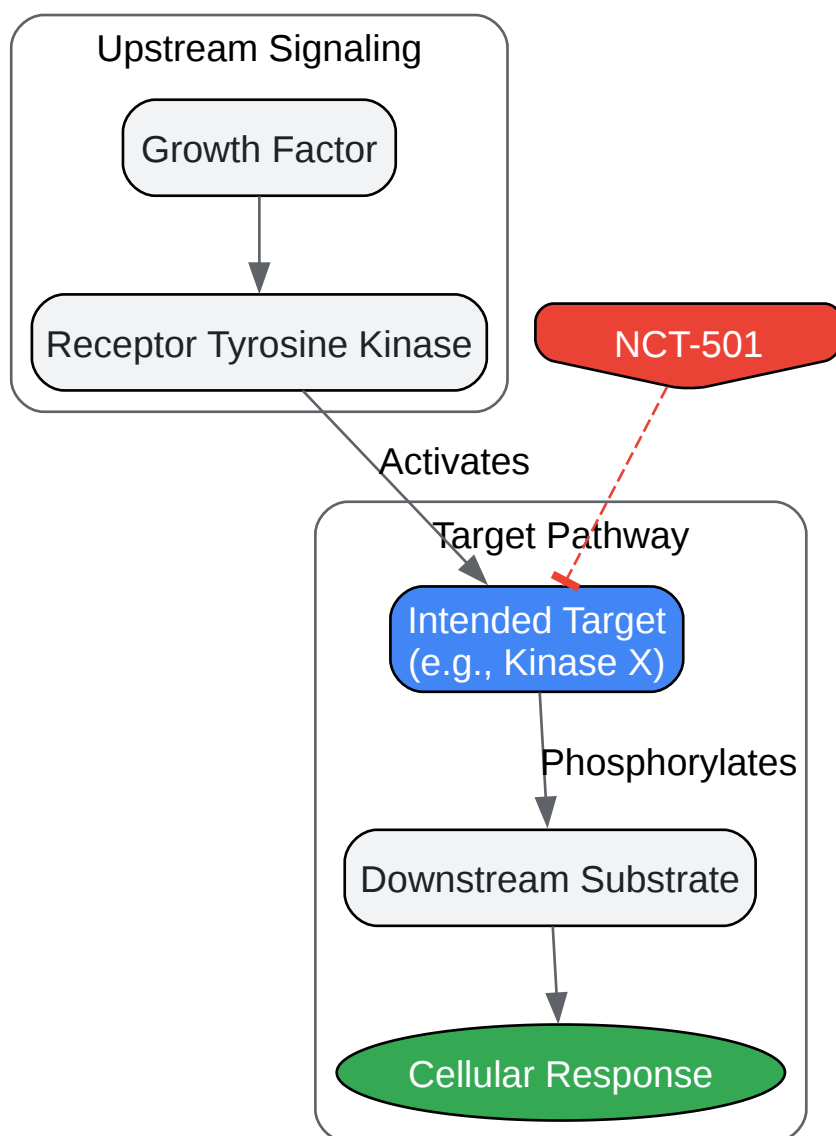 Upstream Signaling
Growth Factor
Receptor Tyrosine Kinase
NCT-501
Activates
Target Pathway
Intended Target
(e.g., Kinase X)
Phosphorylates
Downstream Substrate
Cellular Response